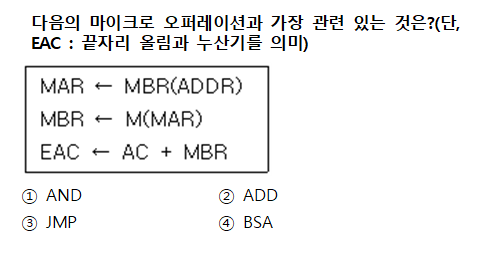 다음의 마이크로 오퍼레이션과 가장 관련 있는 것은?(단,
EAC : 끝자리 올림과 누산기를 의미)
MAR ← MBR(ADDR)
MBR ← M(MAR)
EAC ← AC + MBR
① AND ② ADD
③ JMP ④ BSA